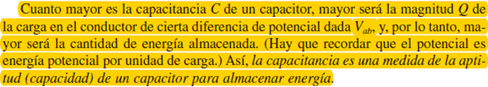 Cuanto mayor es la capacitancia C de un capacitor, mayor será la magnitud Q de
la carga en el conductor de cierta diferencia de potencial dada Vab, y, por lo tanto, ma-
yor será la cantidad de energía almacenada. (Hay que recordar que el potencial es
energía potencial por unidad de carga.) Así, la capacitancia es una medida de la apti-
tud (capacidad) de un capacitor para almacenar energía.